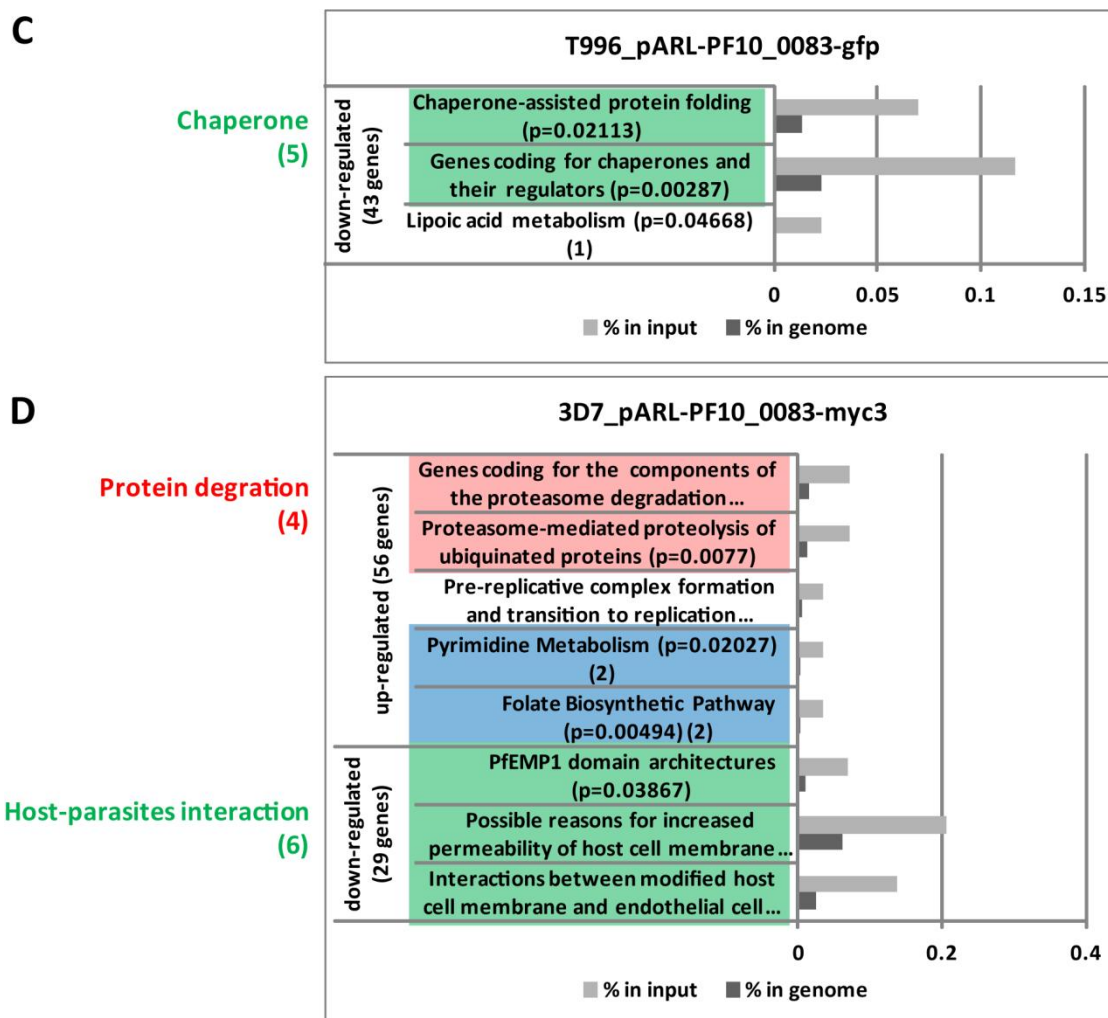 C
T996_pARL-PF10_0083-gfp
Chaperone
(5)
down-regulated
(43 genes)
Chaperone-assisted protein folding
(p=0.02113)
Genes coding for chaperones and
their regulators (p=0.00287)
Lipoic acid metabolism (p=0.04668)
(1)
0 0.05 0.1 0.15
% in input % in genome
D
3D7_pARL-PF10_0083-myc3
Protein degration
(4)
up-regulated (56 genes)
Genes coding for the components of
the proteasome degradation...
Proteasome-mediated proteolysis of
ubiquinated proteins (p=0.0077)
Pre-replicative complex formation
and transition to replication...
Pyrimidine Metabolism (p=0.02027)
(2)
Folate Biosynthetic Pathway
(p=0.00494) (2)
Host-parasites interaction
(6)
down-regulated
(29 genes)
PfEMP1 domain architectures
(p=0.03867)
Possible reasons for increased
permeability of host cell membrane...
Interactions between modified host
cell membrane and endothelial cell...
0 0.2 0.4
% in input % in genome